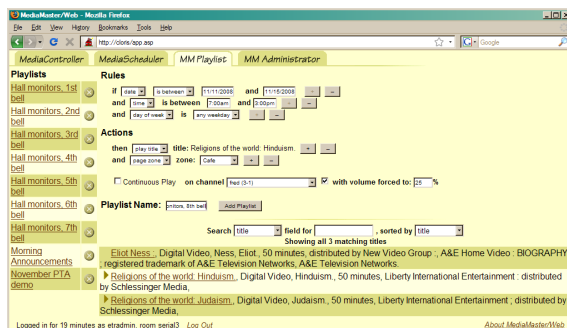 MediaMaster/Web - Mozilla Firefox
File Edit View History Bookmarks Tools Help
http://cloris/app.asp Google
MediaController MediaScheduler MM Playlist MM Administrator
Playlists
Hall monitors, 1st bell
Hall monitors, 2nd bell
Hall monitors, 3rd bell
Hall monitors, 4th bell
Hall monitors, 5th bell
Hall monitors, 6th bell
Hall monitors, 7th bell
Morning Announcements
November PTA demo
Rules
if date is between 11/11/2008 and 11/15/2008 + –
and time is between 7:00am and 3:00pm + –
and day of week is any weekday + –
Actions
then play title title: Religions of the world: Hinduism. + –
and page zone zone: Cafe + –
Continuous Play on channel fred (3-1) with volume forced to: 25 %
Playlist Name: onitors, 8th bell Add Playlist
Search title field for , sorted by title
Showing all 3 matching titles
Eliot Ness :, Digital Video, Ness, Eliot., 50 minutes, distributed by New Video Group :, A&E Home Video : BIOGRAPHY
; registered trademark of A&E Television Networks, A&E Television Networks.
Religions of the world: Hinduism., Digital Video, Hinduism., 50 minutes, Liberty International Entertainment : distributed
by Schlessinger Media,
Religions of the world: Judaism., Digital Video, Judaism., 50 minutes, Liberty International Entertainment ; distributed by
Schlessinger Media,
Logged in for 19 minutes as etradmin, room serial3 Log Out About MediaMaster/Web